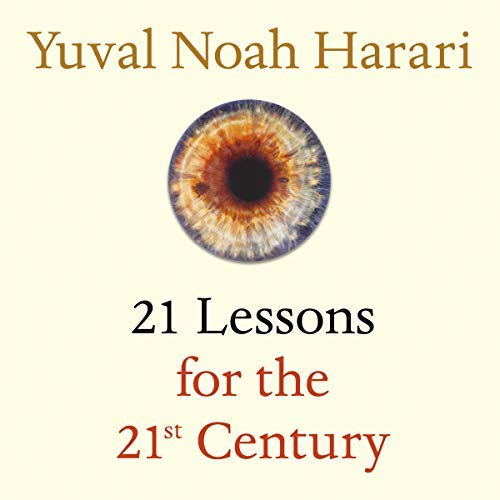 Yuval Noah Harari
21 Lessons
for the
21st Century